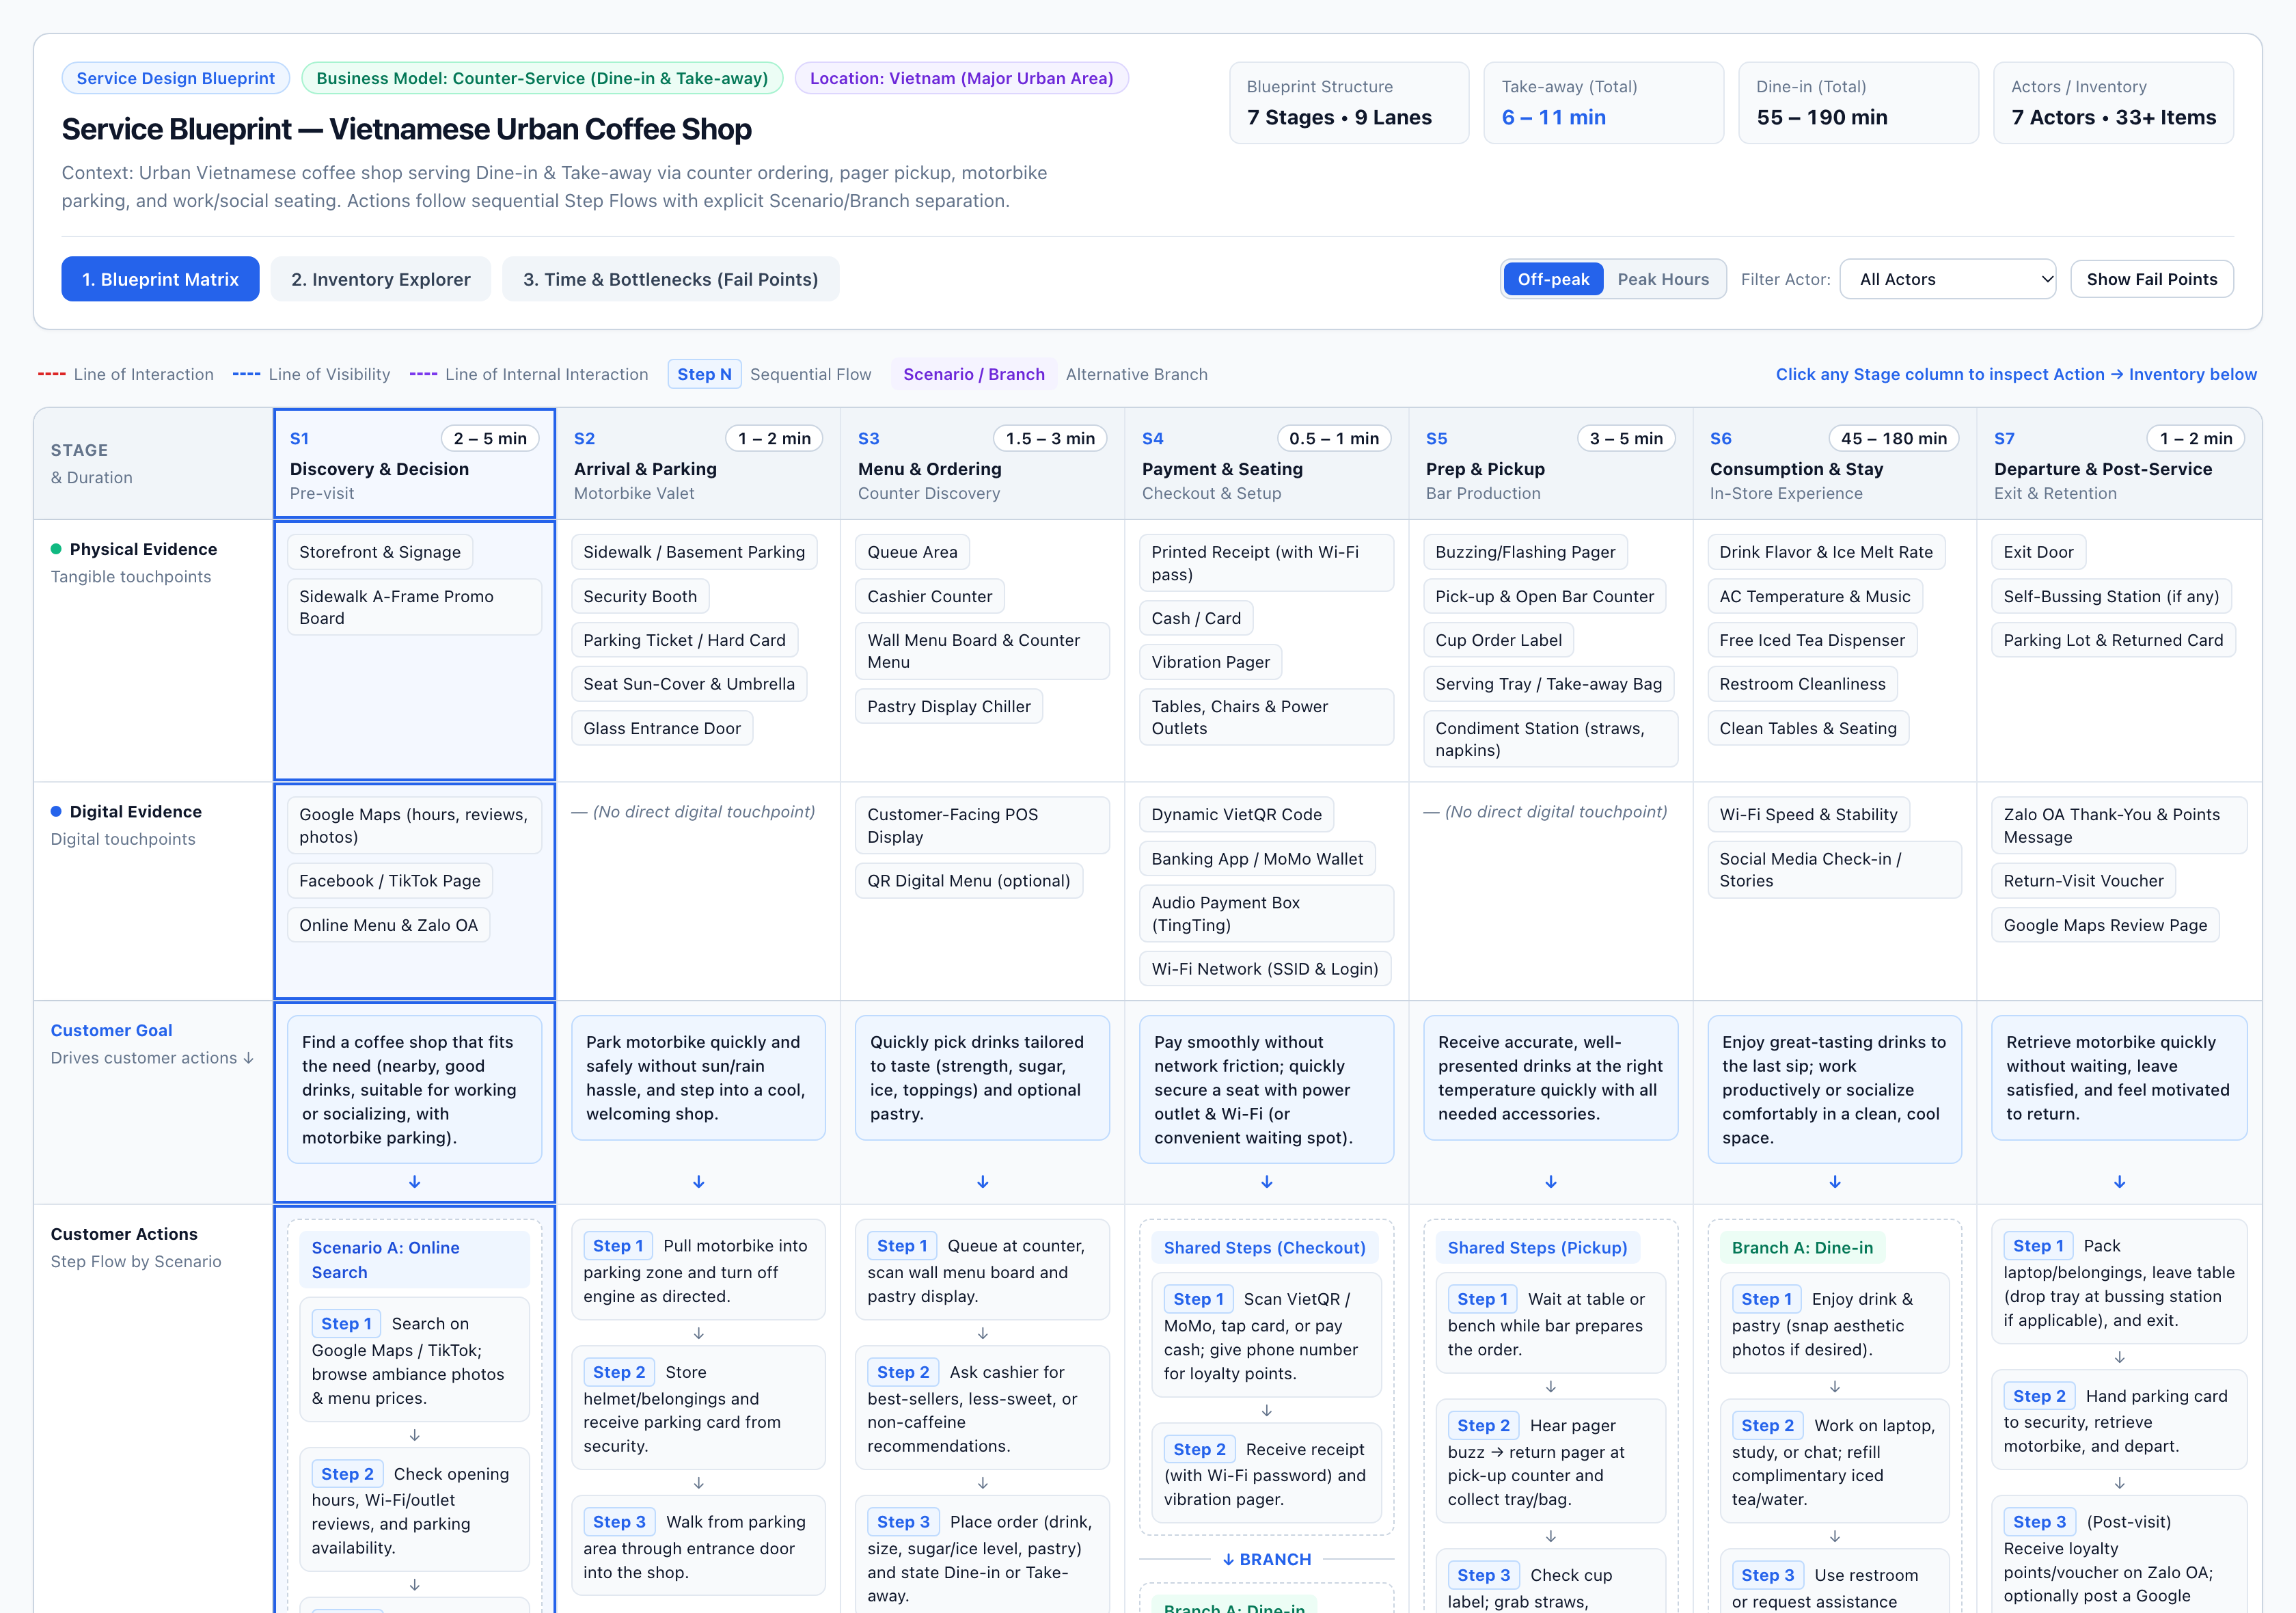 Service Design Blueprint
Business Model: Counter-Service (Dine-in & Take-away)
Location: Vietnam (Major Urban Area)
Service Blueprint — Vietnamese Urban Coffee Shop
Context: Urban Vietnamese coffee shop serving Dine-in & Take-away via counter ordering, pager pickup, motorbike
parking, and work/social seating. Actions follow sequential Step Flows with explicit Scenario/Branch separation.
Blueprint Structure
7 Stages • 9 Lanes
Take-away (Total)
6 – 11 min
Dine-in (Total)
55 – 190 min
Actors / Inventory
7 Actors • 33+ Items
1. Blueprint Matrix
2. Inventory Explorer
3. Time & Bottlenecks (Fail Points)
Off-peak
Peak Hours
Filter Actor:
All Actors
Show Fail Points
Line of Interaction
Line of Visibility
Line of Internal Interaction
Step N
Sequential Flow
Scenario / Branch
Alternative Branch
Click any Stage column to inspect Action → Inventory below
STAGE
& Duration
S1
2 – 5 min
Discovery & Decision
Pre-visit
S2
1 – 2 min
Arrival & Parking
Motorbike Valet
S3
1.5 – 3 min
Menu & Ordering
Counter Discovery
S4
0.5 – 1 min
Payment & Seating
Checkout & Setup
S5
3 – 5 min
Prep & Pickup
Bar Production
S6
45 – 180 min
Consumption & Stay
In-Store Experience
S7
1 – 2 min
Departure & Post-Service
Exit & Retention
Physical Evidence
Tangible touchpoints
Storefront & Signage
Sidewalk A-Frame Promo
Board
Sidewalk / Basement Parking
Security Booth
Parking Ticket / Hard Card
Seat Sun-Cover & Umbrella
Glass Entrance Door
Queue Area
Cashier Counter
Wall Menu Board & Counter
Menu
Pastry Display Chiller
Printed Receipt (with Wi-Fi
pass)
Cash / Card
Vibration Pager
Tables, Chairs & Power
Outlets
Buzzing/Flashing Pager
Pick-up & Open Bar Counter
Cup Order Label
Serving Tray / Take-away Bag
Condiment Station (straws,
napkins)
Drink Flavor & Ice Melt Rate
AC Temperature & Music
Free Iced Tea Dispenser
Restroom Cleanliness
Clean Tables & Seating
Exit Door
Self-Bussing Station (if any)
Parking Lot & Returned Card
Digital Evidence
Digital touchpoints
Google Maps (hours, reviews,
photos)
Facebook / TikTok Page
Online Menu & Zalo OA
— (No direct digital touchpoint)
Customer-Facing POS
Display
QR Digital Menu (optional)
Dynamic VietQR Code
Banking App / MoMo Wallet
Audio Payment Box
(TingTing)
Wi-Fi Network (SSID & Login)
— (No direct digital touchpoint)
Wi-Fi Speed & Stability
Social Media Check-in /
Stories
Zalo OA Thank-You & Points
Message
Return-Visit Voucher
Google Maps Review Page
Customer Goal
Drives customer actions ↓
Find a coffee shop that fits
the need (nearby, good
drinks, suitable for working
or socializing, with
motorbike parking).
↓
Park motorbike quickly and
safely without sun/rain
hassle, and step into a cool,
welcoming shop.
↓
Quickly pick drinks tailored
to taste (strength, sugar,
ice, toppings) and optional
pastry.
↓
Pay smoothly without
network friction; quickly
secure a seat with power
outlet & Wi-Fi (or
convenient waiting spot).
↓
Receive accurate, well-
presented drinks at the right
temperature quickly with all
needed accessories.
↓
Enjoy great-tasting drinks to
the last sip; work
productively or socialize
comfortably in a clean, cool
space.
↓
Retrieve motorbike quickly
without waiting, leave
satisfied, and feel motivated
to return.
↓
Customer Actions
Step Flow by Scenario
Scenario A: Online
Search
Step 1 Search on
Google Maps / TikTok;
browse ambiance photos
& menu prices.
↓
Step 2 Check opening
hours, Wi-Fi/outlet
reviews, and parking
availability.
↓
Step 1 Pull motorbike into
parking zone and turn off
engine as directed.
↓
Step 2 Store
helmet/belongings and
receive parking card from
security.
↓
Step 3 Walk from parking
area through entrance door
into the shop.
Step 1 Queue at counter,
scan wall menu board and
pastry display.
↓
Step 2 Ask cashier for
best-sellers, less-sweet, or
non-caffeine
recommendations.
↓
Step 3 Place order (drink,
size, sugar/ice level, pastry)
and state Dine-in or Take-
away.
Shared Steps (Checkout)
Step 1 Scan VietQR /
MoMo, tap card, or pay
cash; give phone number
for loyalty points.
↓
Step 2 Receive receipt
(with Wi-Fi password) and
vibration pager.
↓ BRANCH
Branch A: Dine-in
Shared Steps (Pickup)
Step 1 Wait at table or
bench while bar prepares
the order.
↓
Step 2 Hear pager
buzz → return pager at
pick-up counter and
collect tray/bag.
↓
Step 3 Check cup
label; grab straws,
Branch A: Dine-in
Step 1 Enjoy drink &
pastry (snap aesthetic
photos if desired).
↓
Step 2 Work on laptop,
study, or chat; refill
complimentary iced
tea/water.
↓
Step 3 Use restroom
or request assistance
Step 1 Pack
laptop/belongings, leave table
(drop tray at bussing station
if applicable), and exit.
↓
Step 2 Hand parking card
to security, retrieve
motorbike, and depart.
↓
Step 3 (Post-visit)
Receive loyalty
points/voucher on Zalo OA;
optionally post a Google